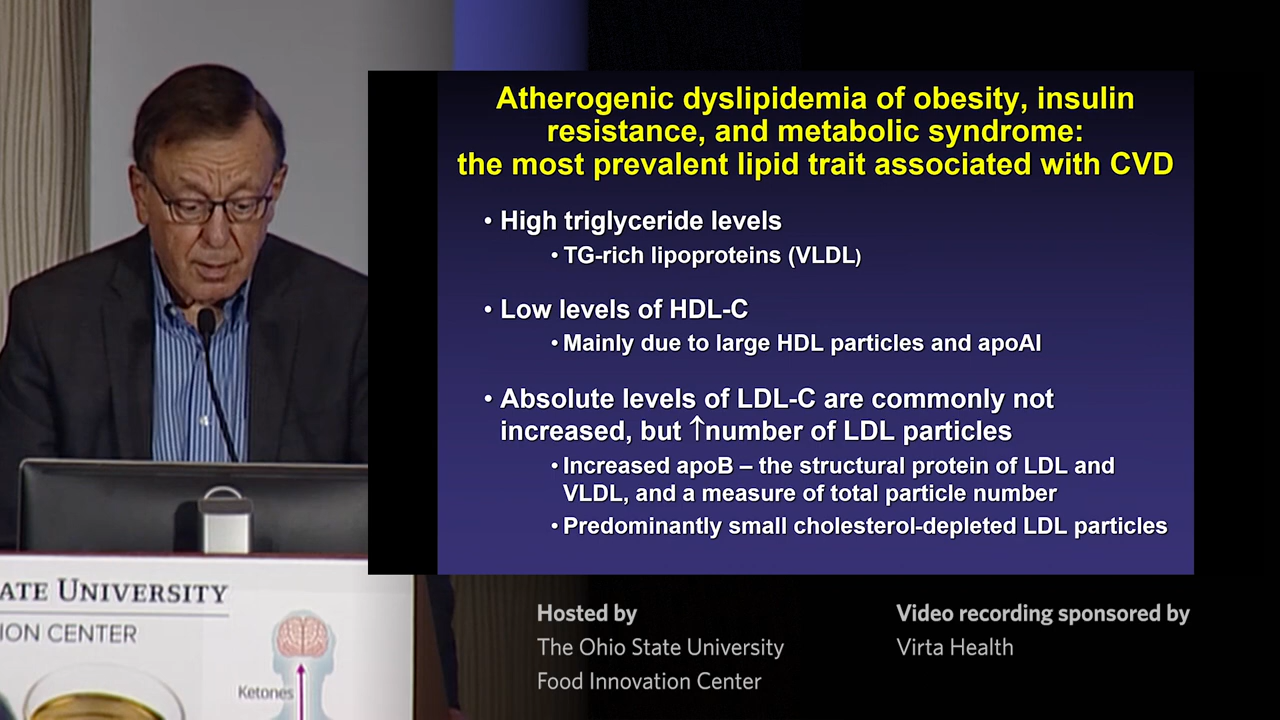 Atherogenic dyslipidemia of obesity, insulin
resistance, and metabolic syndrome:
the most prevalent lipid trait associated with CVD
• High triglyceride levels
• TG-rich lipoproteins (VLDL)
• Low levels of HDL-C
• Mainly due to large HDL particles and apoAI
• Absolute levels of LDL-C are commonly not
increased, but ↑number of LDL particles
• Increased apoB – the structural protein of LDL and
VLDL, and a measure of total particle number
• Predominantly small cholesterol-depleted LDL particles
ATE UNIVERSITY
ION CENTER
Ketones
Hosted by
The Ohio State University
Food Innovation Center
Video recording sponsored by
Virta Health